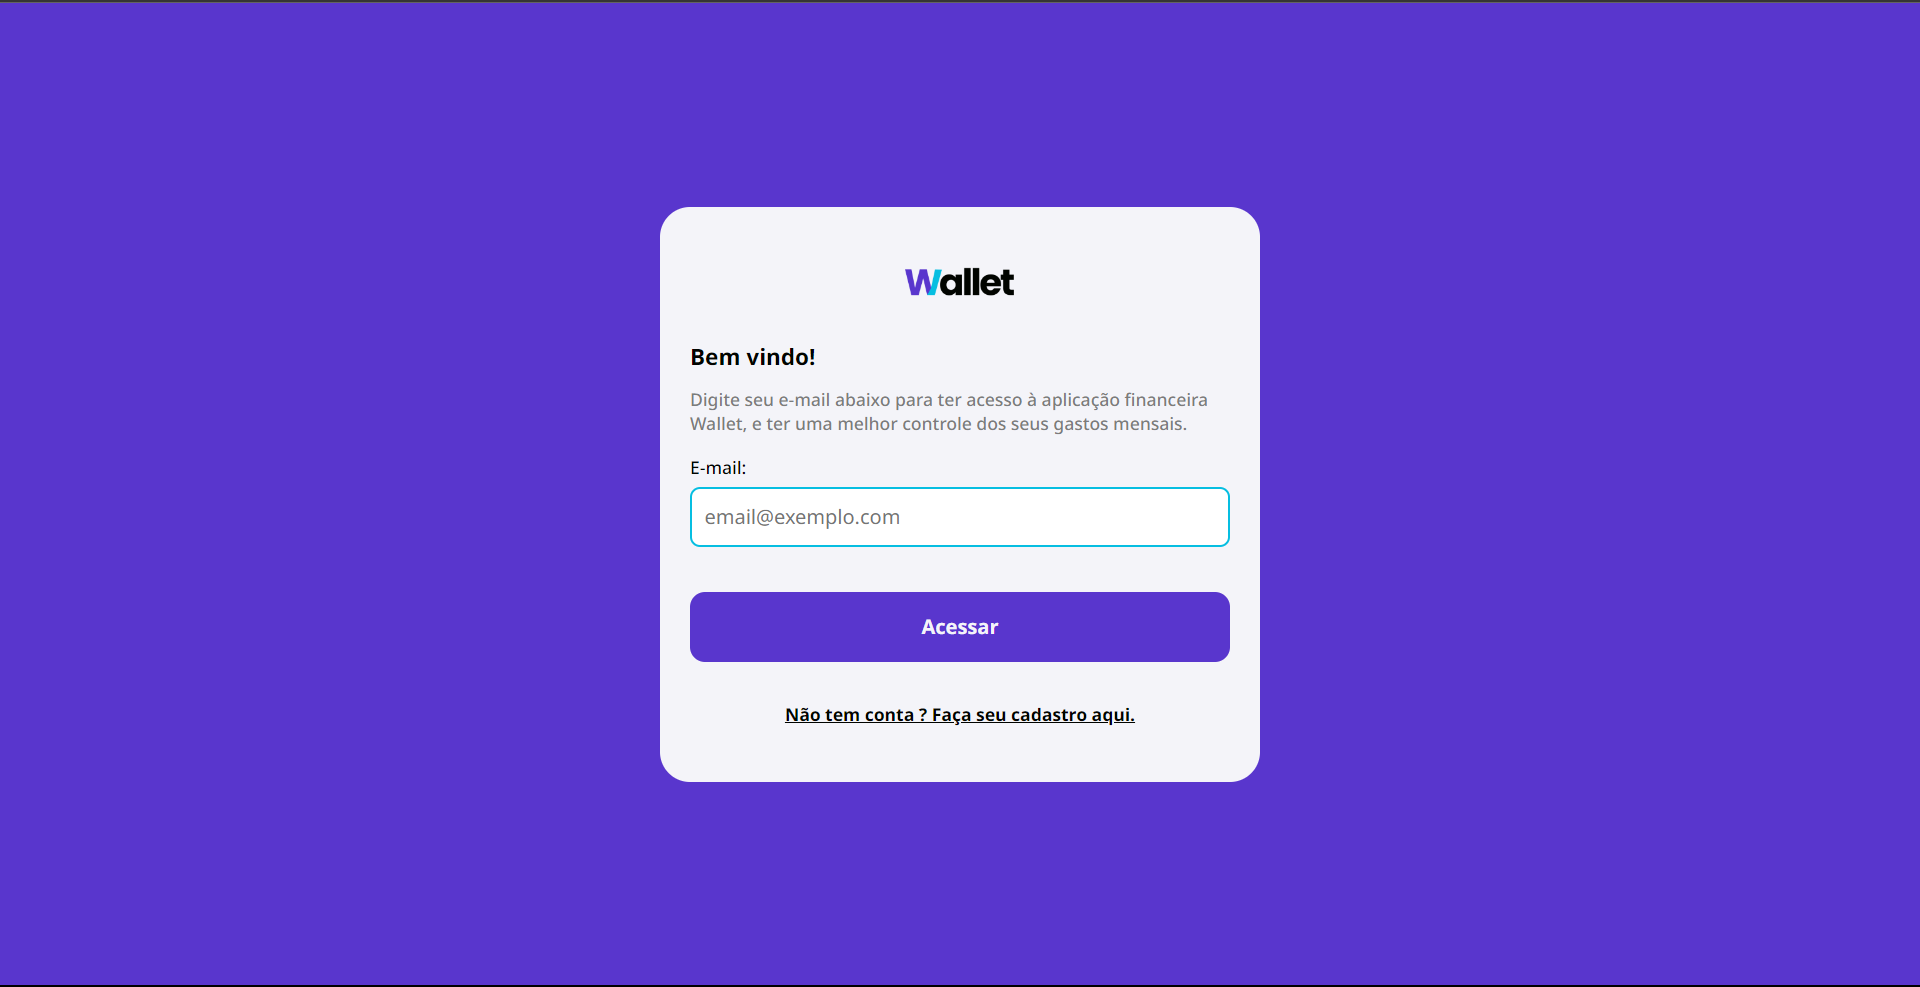 Wallet
Bem vindo!
Digite seu e-mail abaixo para ter acesso à aplicação financeira
Wallet, e ter uma melhor controle dos seus gastos mensais.
E-mail:
email@exemplo.com
Acessar
Não tem conta ? Faça seu cadastro aqui.